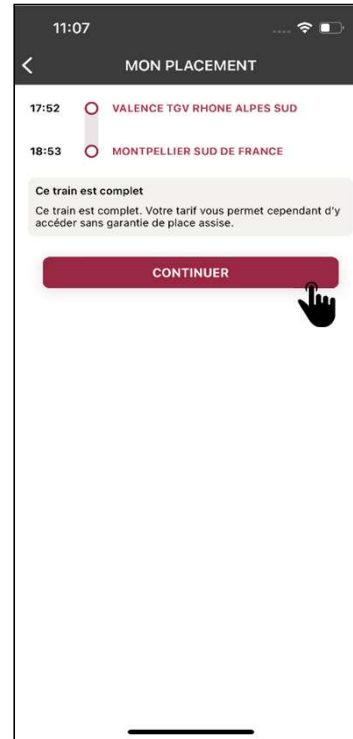 11:07
MON PLACEMENT
17:52 VALENCE TGV RHONE ALPES SUD
18:53 MONTPELLIER SUD DE FRANCE
Ce train est complet
Ce train est complet. Votre tarif vous permet cependant d'y
accéder sans garantie de place assise.
CONTINUER